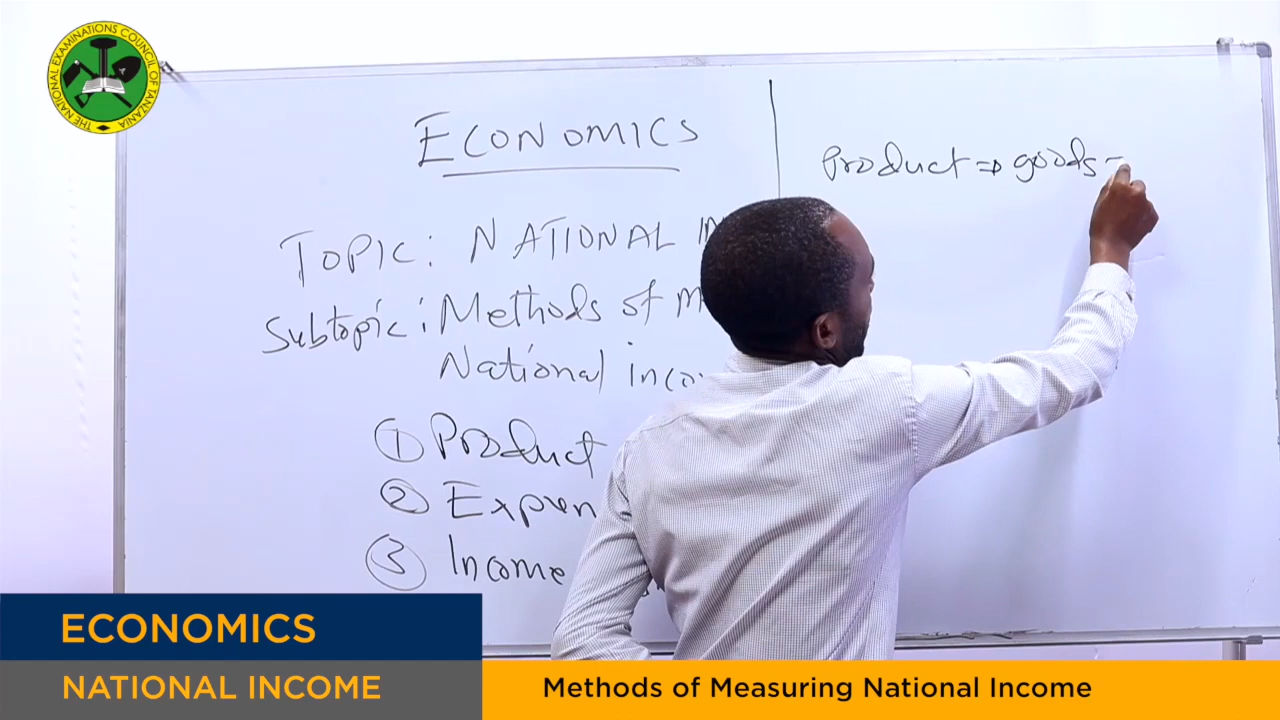 THE NATIONAL EXAMINATIONS COUNCIL OF TANZANIA
ECONOMICS
TOPIC: NATIONAL IN
Subtopic: Methods of M
National inco
① Product
② Expen
③ Income
Product ⇒ goods =
ECONOMICS
NATIONAL INCOME
Methods of Measuring National Income